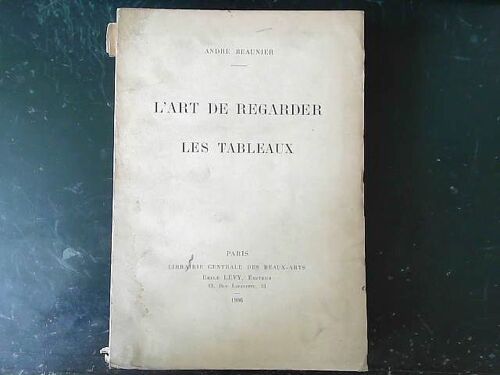 ANDRÉ BEAUNIER
L'ART DE REGARDER
LES TABLEAUX
PARIS
LIBRAIRIE CENTRALE DES BEAUX-ARTS
ÉMILE LÉVY, ÉDITEUR
13, RUE LAFAYETTE, 13
1906